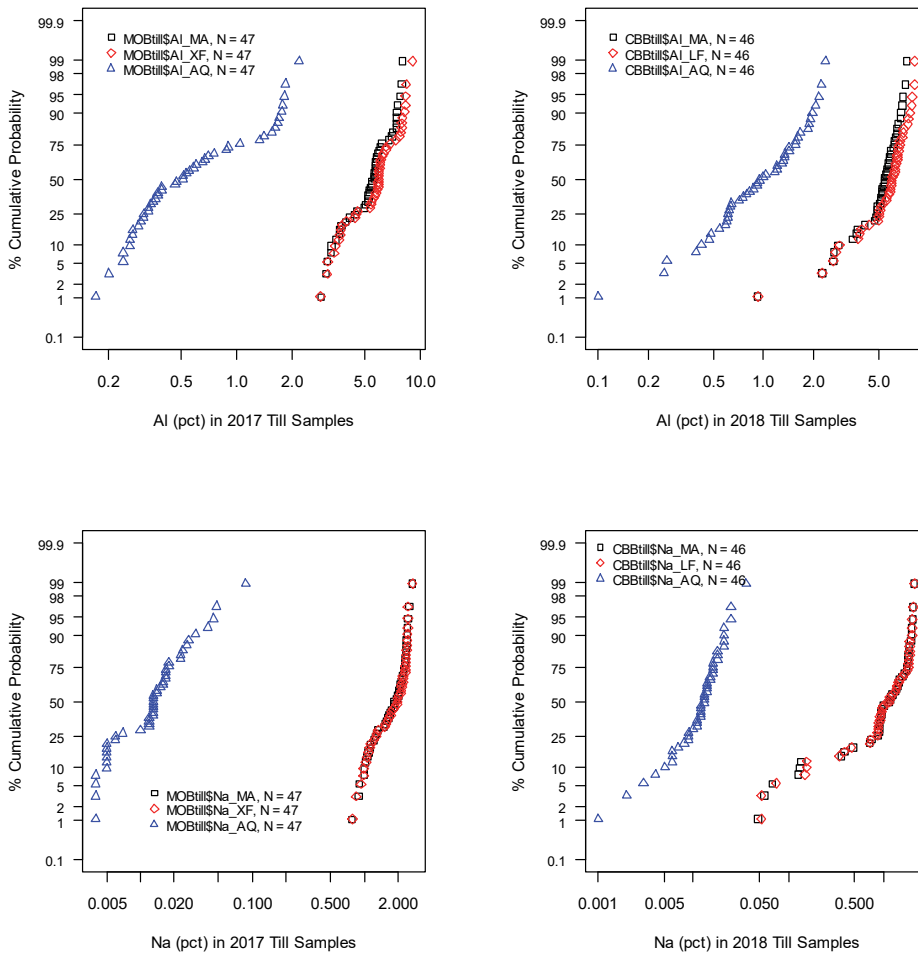 99.9
99
98
95
90
75
50
25
10
5
2
1
0.1
% Cumulative Probability
MOBtill$Al_MA, N = 47
MOBtill$Al_XF, N = 47
MOBtill$Al_AQ, N = 47
0.2 0.5 1.0 2.0 5.0 10.0
Al (pct) in 2017 Till Samples
99.9
99
98
95
90
75
50
25
10
5
2
1
0.1
% Cumulative Probability
CBBtill$Al_MA, N = 46
CBBtill$Al_LF, N = 46
CBBtill$Al_AQ, N = 46
0.1 0.2 0.5 1.0 2.0 5.0
Al (pct) in 2018 Till Samples
99.9
99
98
95
90
75
50
25
10
5
2
1
0.1
% Cumulative Probability
MOBtill$Na_MA, N = 47
MOBtill$Na_XF, N = 47
MOBtill$Na_AQ, N = 47
0.005 0.020 0.100 0.500 2.000
Na (pct) in 2017 Till Samples
99.9
99
98
95
90
75
50
25
10
5
2
1
0.1
% Cumulative Probability
CBBtill$Na_MA, N = 46
CBBtill$Na_LF, N = 46
CBBtill$Na_AQ, N = 46
0.001 0.005 0.050 0.500
Na (pct) in 2018 Till Samples